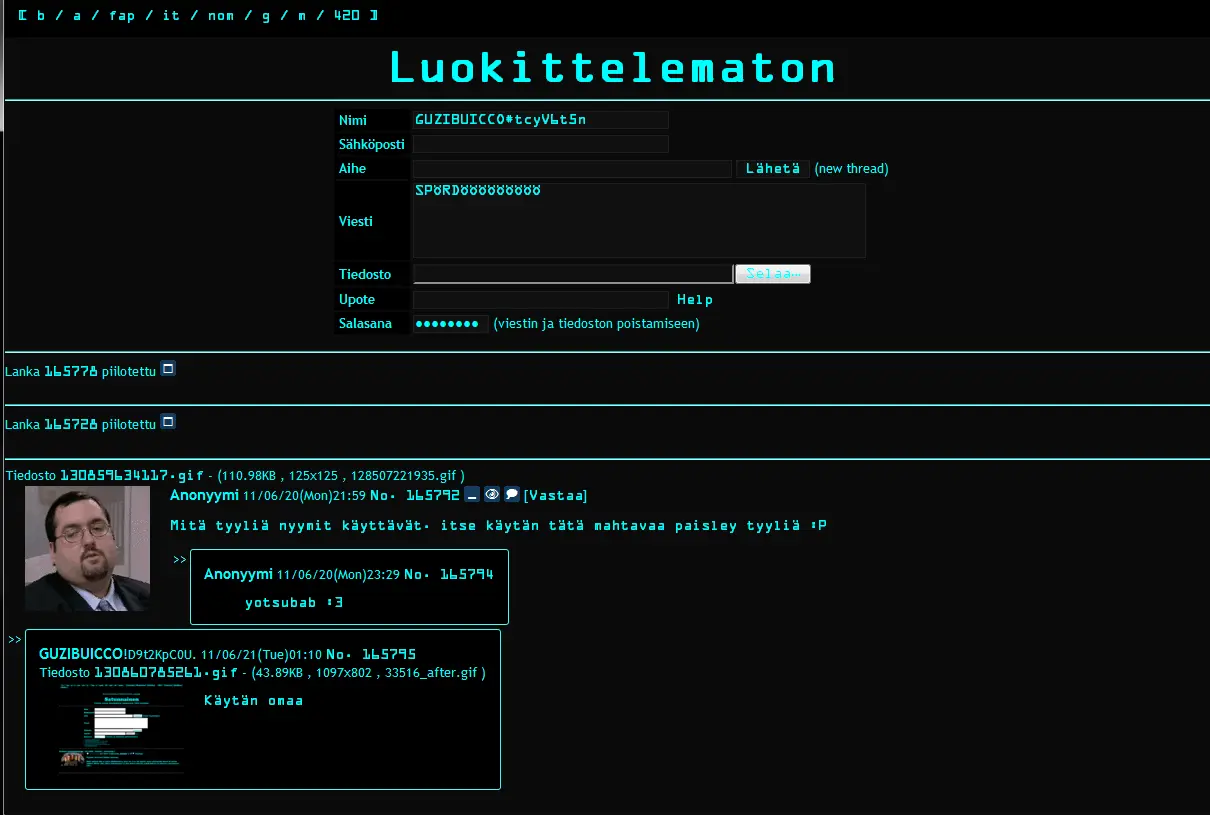 [ b / a / fap / it / nom / g / m / 420 ]
Luokittelematon
Nimi GUZIBUICCO#tcyV6t5n
Sähköposti
Aihe Lähetä (new thread)
Viesti SPÖRDÖÖÖÖÖÖÖÖÖ
Tiedosto Selaa…
Upote Help
Salasana ●●●●●●●● (viestin ja tiedoston poistamiseen)
Lanka 165778 piilotettu
Lanka 165728 piilotettu
Tiedosto 130859634117.gif - (110.98KB , 125x125 , 128507221935.gif )
Anonyymi 11/06/20(Mon)21:59 No. 165792 [Vastaa]
Mitä tyyliä nyymit käyttävät. itse käytän tätä mahtavaa paisley tyyliä :P
>> Anonyymi 11/06/20(Mon)23:29 No. 165794
yotsubab :3
>> GUZIBUICCO!D9t2KpC0U. 11/06/21(Tue)01:10 No. 165795
Tiedosto 130860785261.gif - (43.89KB , 1097x802 , 33516_after.gif )
Käytän omaa